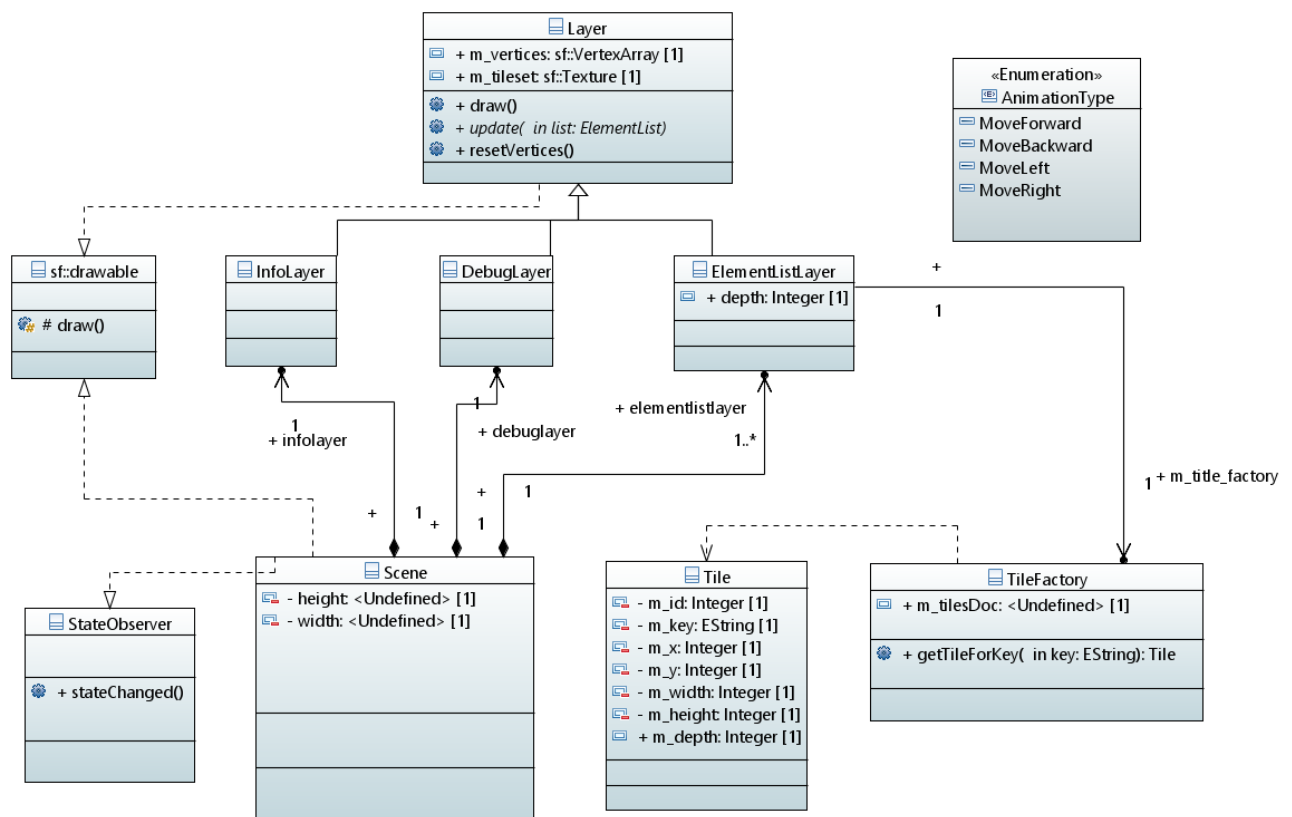 Layer
+ m_vertices: sf::VertexArray [1]
+ m_tileset: sf::Texture [1]
+ draw()
+ update(  in list: ElementList)
+ resetVertices()
«Enumeration»
AnimationType
MoveForward
MoveBackward
MoveLeft
MoveRight
sf::drawable
# draw()
InfoLayer
DebugLayer
ElementListLayer
+ depth: Integer [1]
+
1
1
+ infolayer
1
+ debuglayer
+ elementlistlayer
1..*
1
+ m_title_factory
+
1
+
+
1
1
Scene
- height: <Undefined> [1]
- width: <Undefined> [1]
StateObserver
+ stateChanged()
Tile
- m_id: Integer [1]
- m_key: EString [1]
- m_x: Integer [1]
- m_y: Integer [1]
- m_width: Integer [1]
- m_height: Integer [1]
+ m_depth: Integer [1]
TileFactory
+ m_tilesDoc: <Undefined> [1]
+ getTileForKey(  in key: EString): Tile